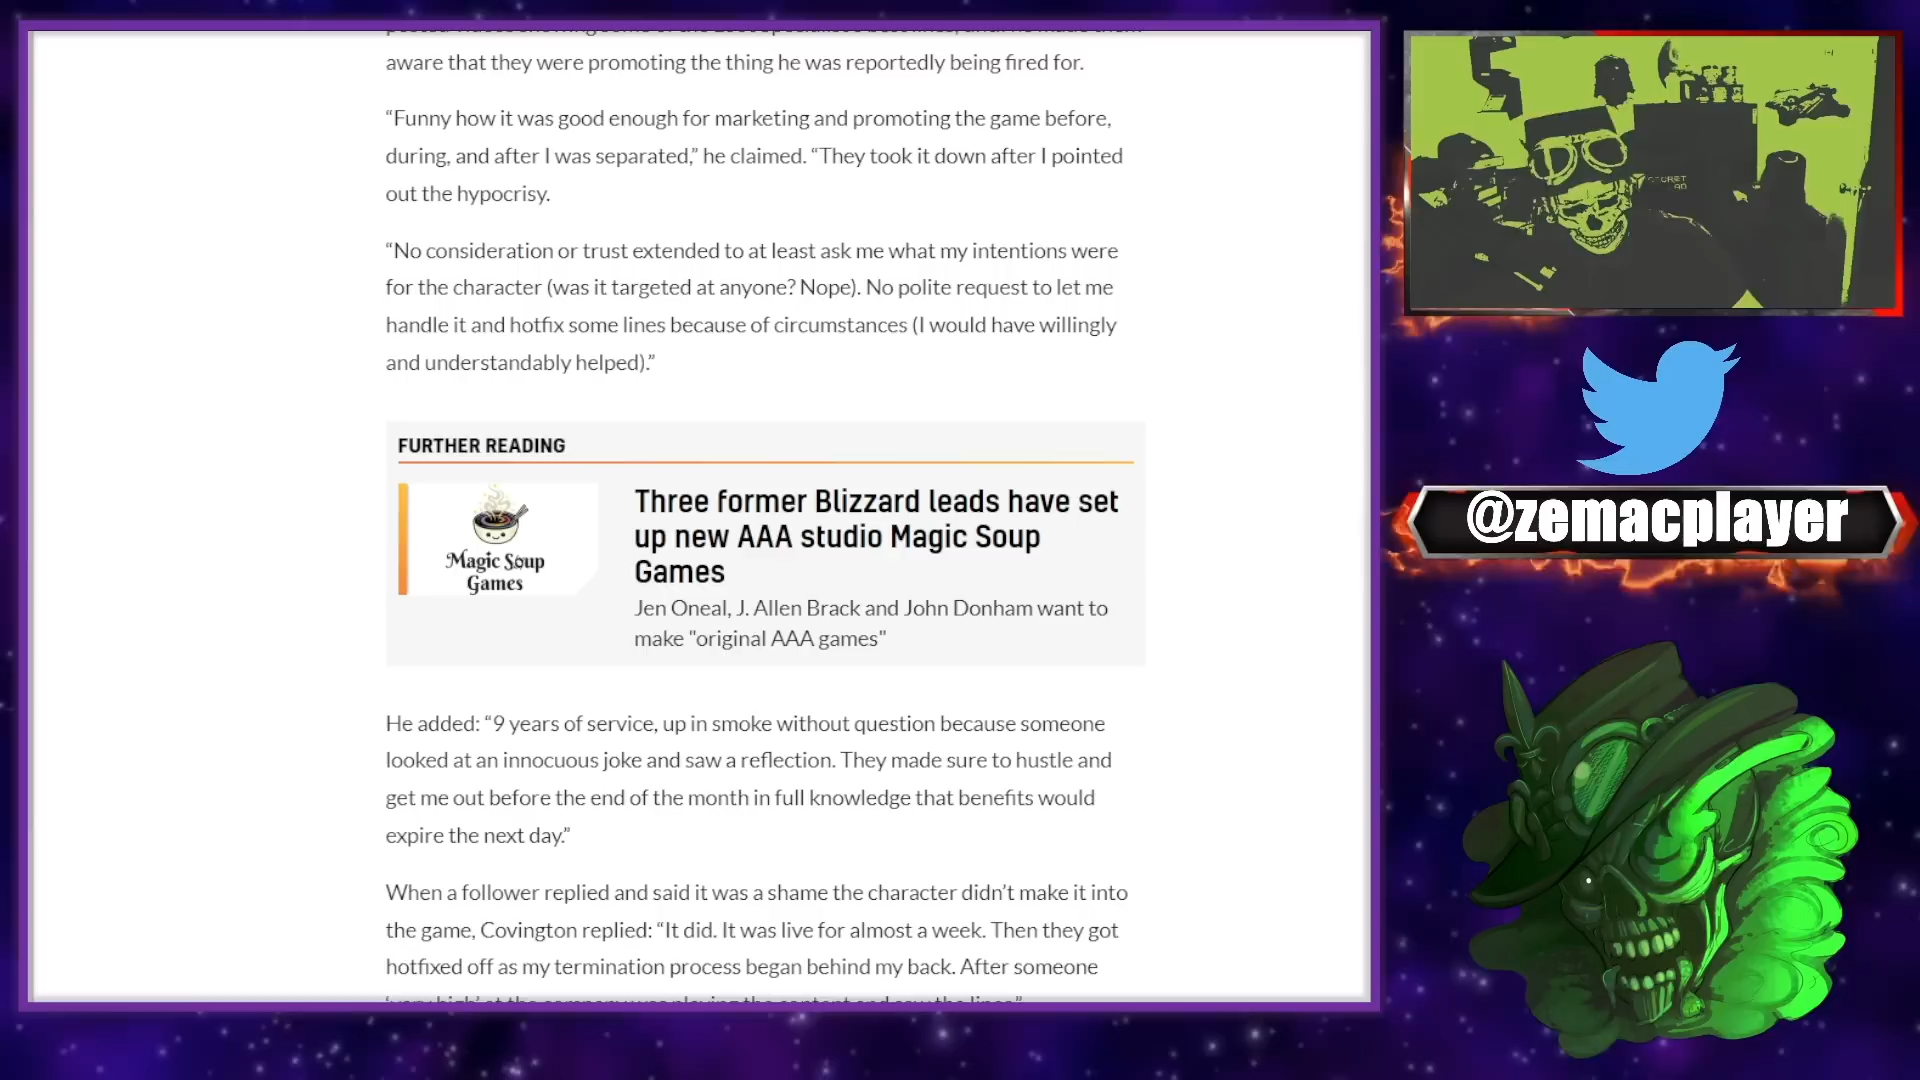 aware that they were promoting the thing he was reportedly being fired for.
“Funny how it was good enough for marketing and promoting the game before,
during, and after I was separated,” he claimed. “They took it down after I pointed
out the hypocrisy.
“No consideration or trust extended to at least ask me what my intentions were
for the character (was it targeted at anyone? Nope). No polite request to let me
handle it and hotfix some lines because of circumstances (I would have willingly
and understandably helped).”
FURTHER READING
Magic Soup
Games
Three former Blizzard leads have set
up new AAA studio Magic Soup
Games
Jen Oneal, J. Allen Brack and John Donham want to
make "original AAA games"
He added: “9 years of service, up in smoke without question because someone
looked at an innocuous joke and saw a reflection. They made sure to hustle and
get me out before the end of the month in full knowledge that benefits would
expire the next day.”
When a follower replied and said it was a shame the character didn’t make it into
the game, Covington replied: “It did. It was live for almost a week. Then they got
hotfixed off as my termination process began behind my back. After someone
@zemacplayer